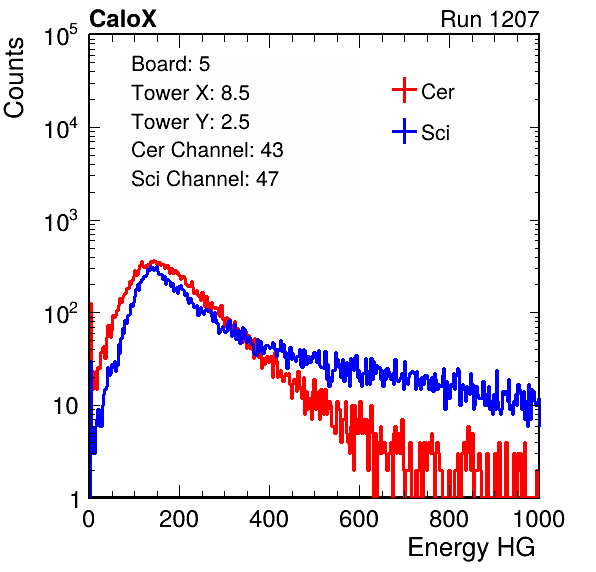 CaloX Run 1207
Counts
Board: 5
Tower X: 8.5
Tower Y: 2.5
Cer Channel: 43
Sci Channel: 47
Cer
Sci
10^5
10^4
10^3
10^2
10
1
0 200 400 600 800 1000
Energy HG